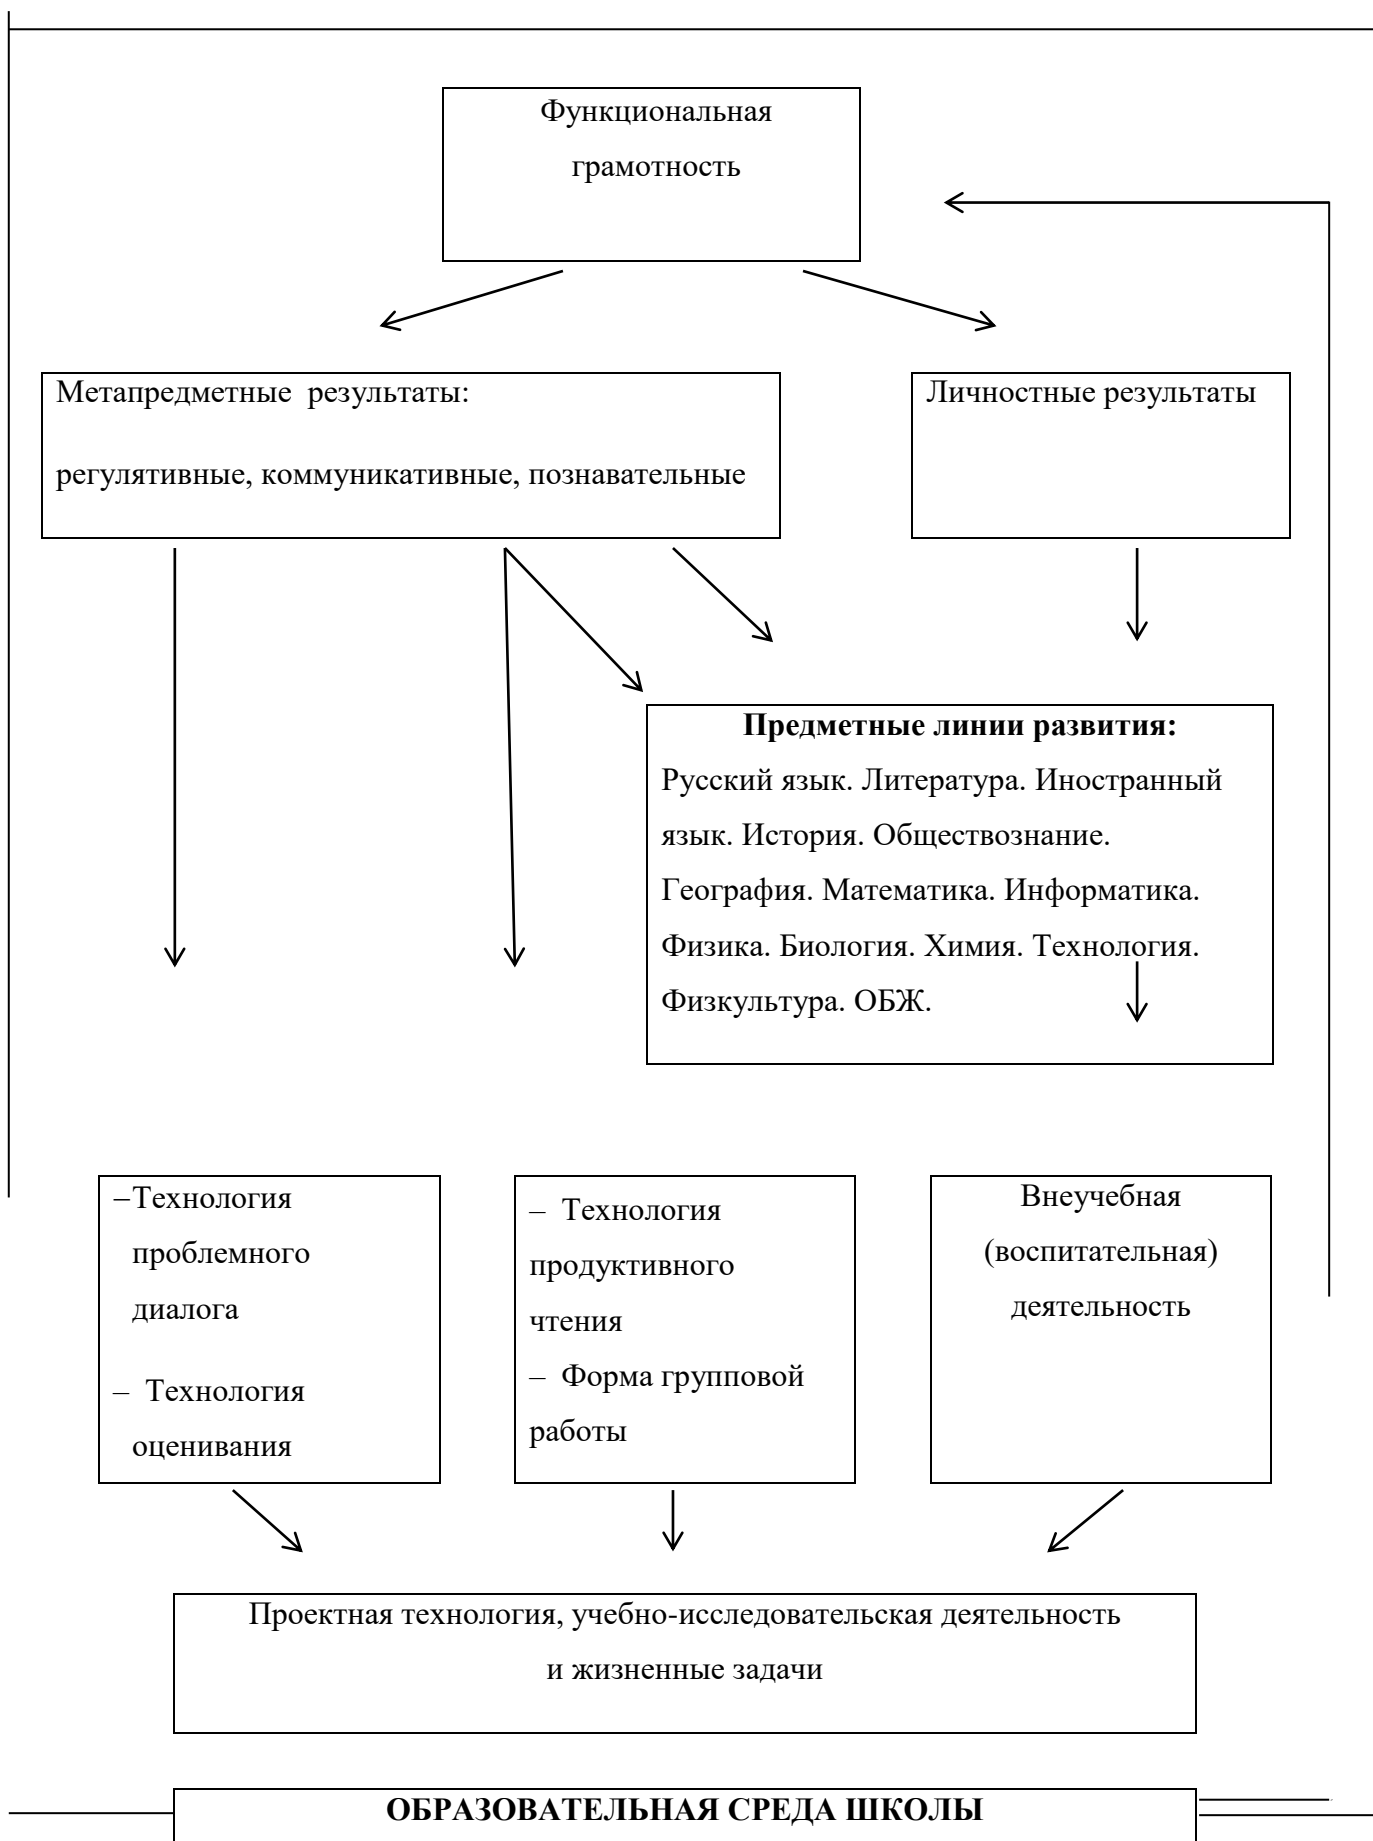 Функциональная
грамотность
Метапредметные  результаты:
Личностные результаты
регулятивные, коммуникативные, познавательные
Предметные линии развития:
Русский язык. Литература. Иностранный
язык. История. Обществознание.
География. Математика. Информатика.
Физика. Биология. Химия. Технология.
Физкультура. ОБЖ.
–Технология
проблемного
диалога
–  Технология
оценивания
–  Технология
продуктивного
чтения
–  Форма групповой
работы
Внеучебная
(воспитательная)
деятельность
Проектная технология, учебно-исследовательская деятельность
и жизненные задачи
ОБРАЗОВАТЕЛЬНАЯ СРЕДА ШКОЛЫ